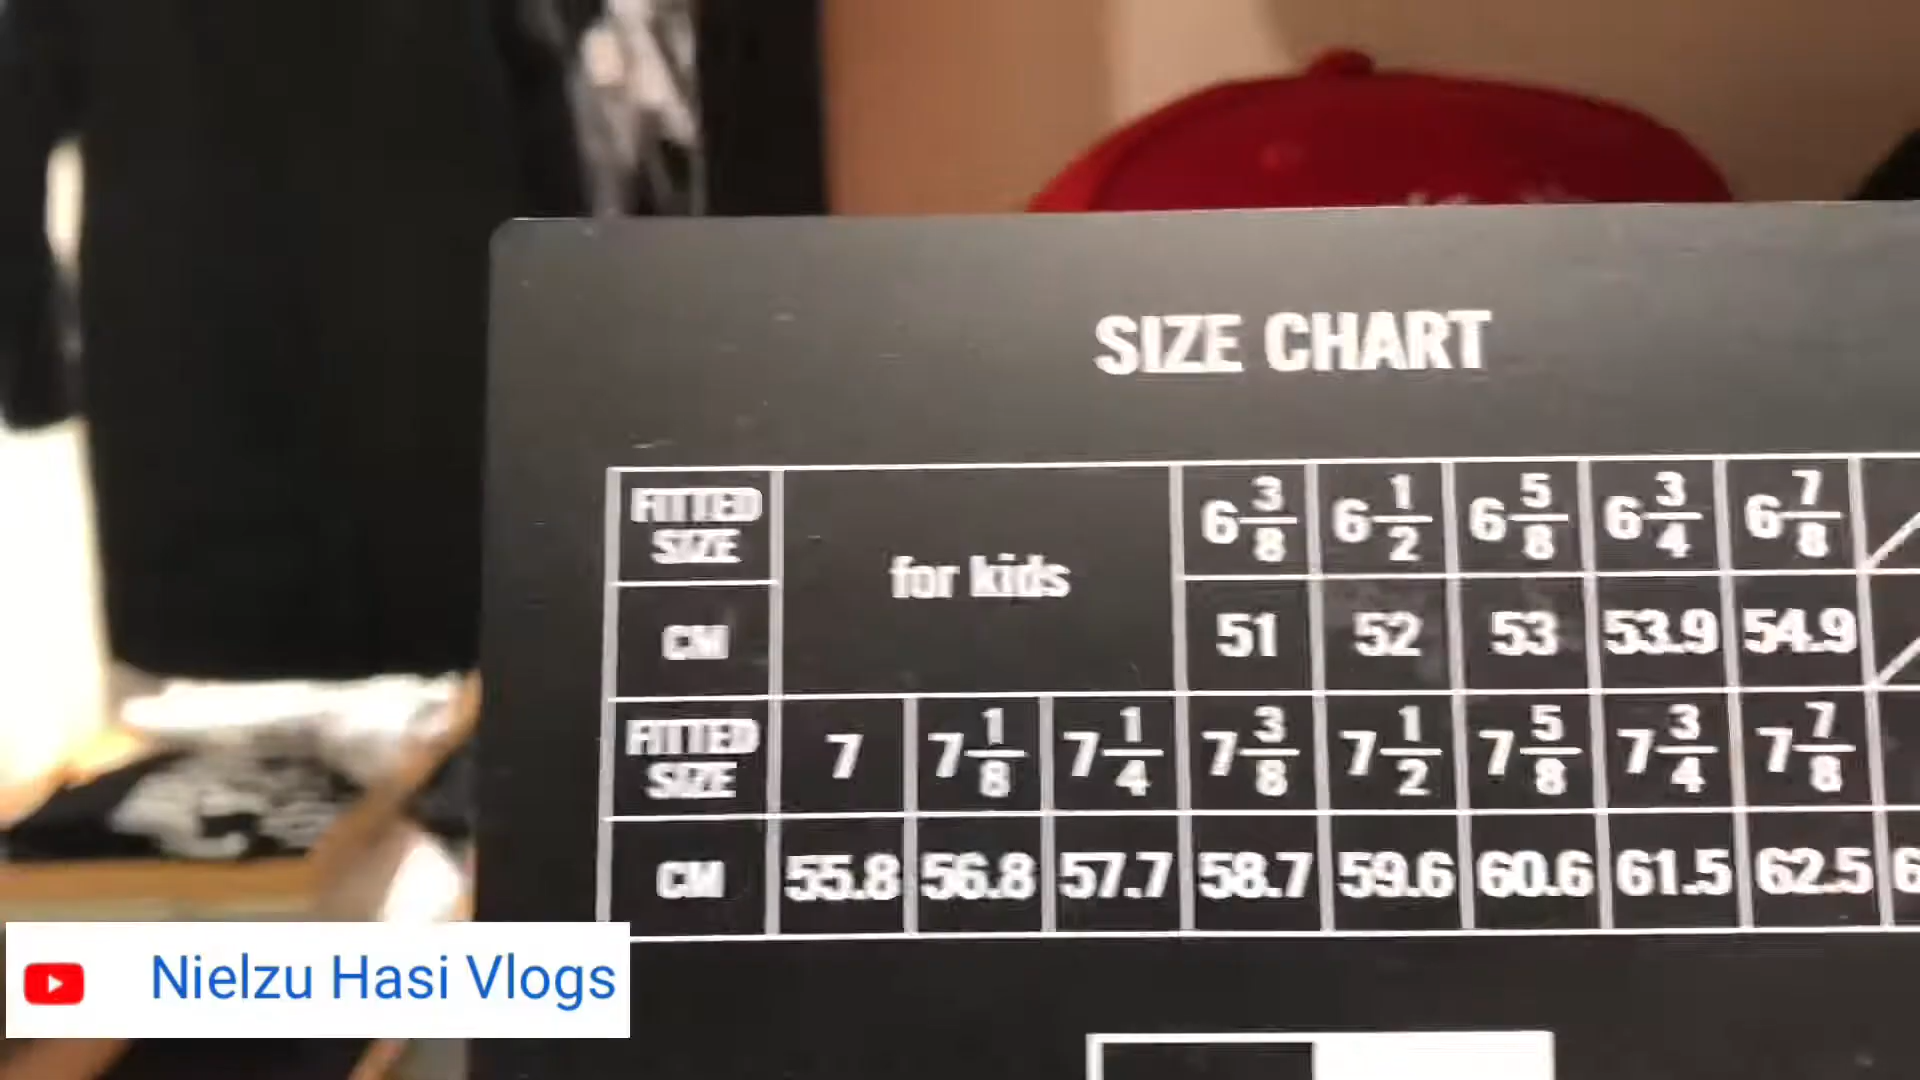 SIZE CHART
FITTED SIZE for kids 6 3/8 6 1/2 6 5/8 6 3/4 6 7/8
CM 51 52 53 53.9 54.9
FITTED SIZE 7 7 1/8 7 1/4 7 3/8 7 1/2 7 5/8 7 3/4 7 7/8
CM 55.8 56.8 57.7 58.7 59.6 60.6 61.5 62.5
Nielzu Hasi Vlogs